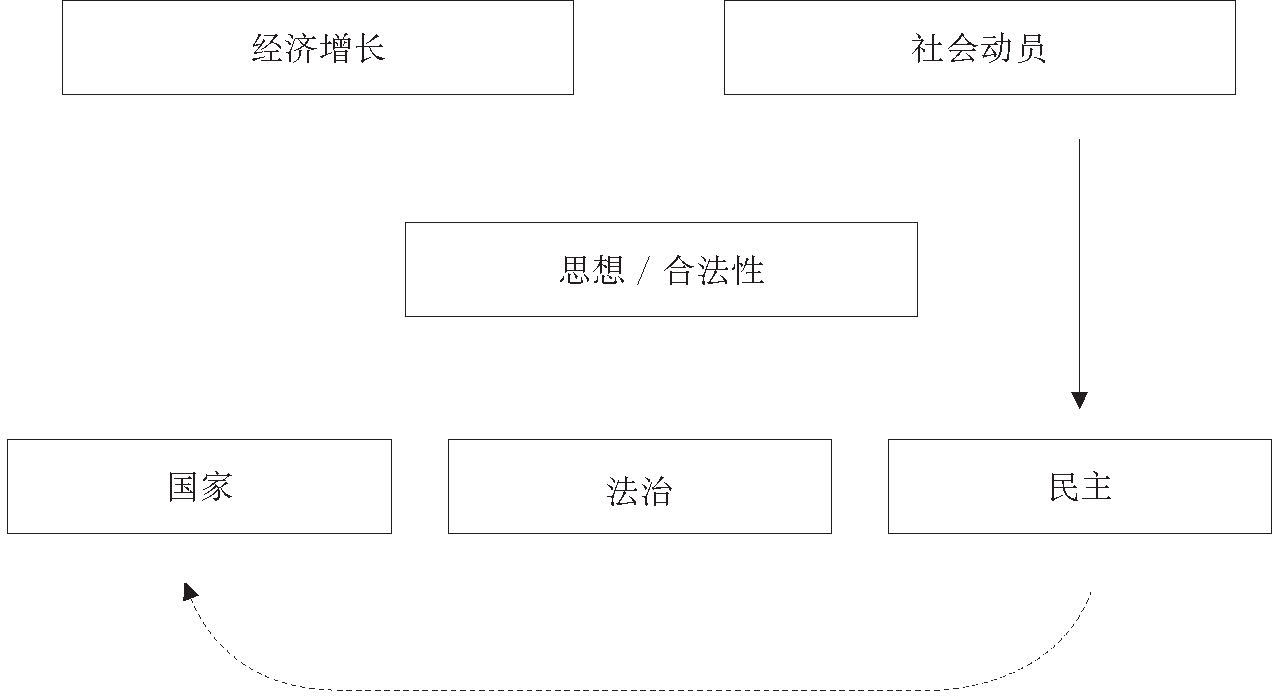 经济增长
社会动员
思想 / 合法性
国家
法治
民主